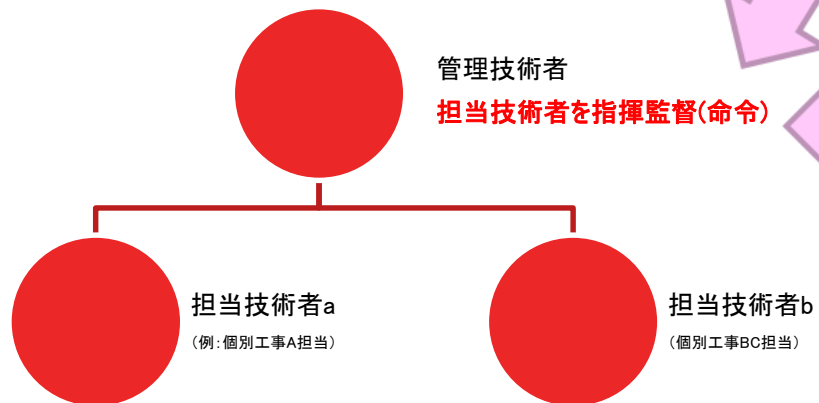 管理技術者
担当技術者を指揮監督(命令)
担当技術者a
（例：個別工事A担当）
担当技術者b
（個別工事BC担当）